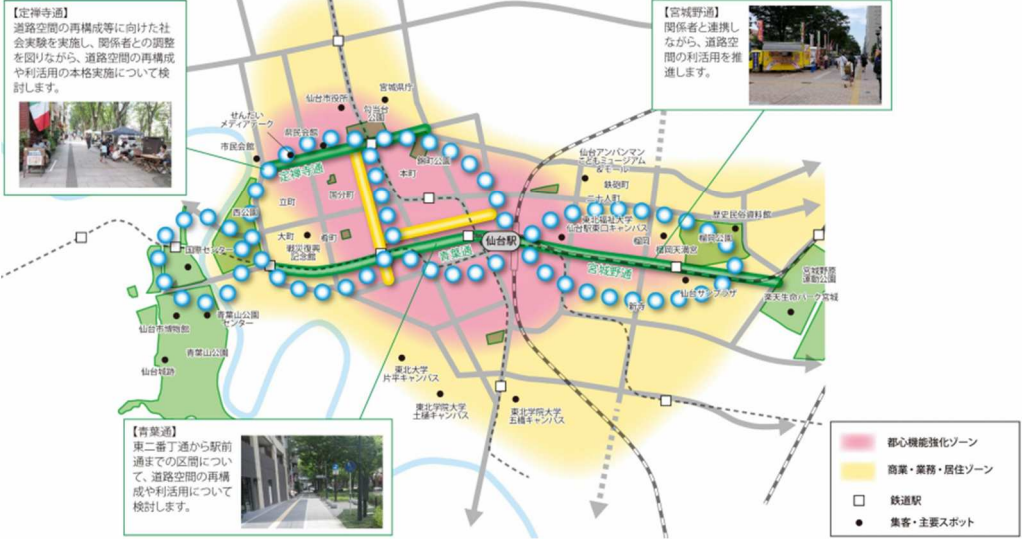 【定禅寺通】
道路空間の再構成等に向けた社
会実験を実施し、関係者との調整
を図りながら、道路空間の再構成
や利活用の本格実施について検
討します。
【宮城野通】
関係者と連携し
ながら、道路空
間の利活用を推
進します。
宮城県庁
仙台市役所
勾当台
公園
せんだい
メディアテーク
県民会館
市民会館
定禅寺通
錦町公園
本町
国分町
立町
西公園
大町
肴町
戦災復興
記念館
青葉通
仙台駅
仙台アンパンマン
こどもミュージアム
&モール
鉄砲町
二十人町
東北福祉大学
仙台駅東口キャンパス
榴岡
榴岡天満宮
歴史民俗資料館
榴岡公園
宮城野通
仙台サンプラザ
新寺
宮城野原
運動公園
楽天生命パーク宮城
国際センター
仙台市博物館
青葉山公園
センター
青葉山公園
仙台城跡
東北大学
片平キャンパス
東北学院大学
土樋キャンパス
東北学院大学
五橋キャンパス
【青葉通】
東二番丁通から駅前
通までの区間につい
て、道路空間の再構
成や利活用について
検討します。
都心機能強化ゾーン
商業・業務・居住ゾーン
鉄道駅
集客・主要スポット